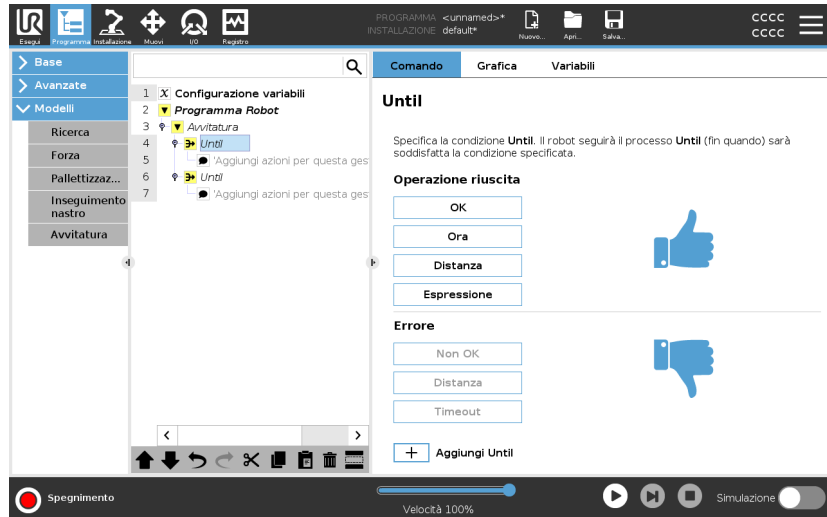 UR
PROGRAMMA <unnamed>*
INSTALLAZIONE default*
Esegui
Programma
Installazione
Muovi
I/O
Registro
Nuovo...
Apri...
Salva...
CCCC
CCCC
Base
Avanzate
Modelli
Ricerca
Forza
Pallettizzaz...
Inseguimento
nastro
Avvitatura
1 X Configurazione variabili
2 Programma Robot
3 Avvitatura
4 Until
5 'Aggiungi azioni per questa ges
6 Until
7 'Aggiungi azioni per questa ges
Comando
Grafica
Variabili
Until
Specifica la condizione Until. Il robot seguirà il processo Until (fin quando) sarà
soddisfatta la condizione specificata.
Operazione riuscita
OK
Ora
Distanza
Espressione
Errore
Non OK
Distanza
Timeout
+ Aggiungi Until
Spegnimento
Velocità 100%
Simulazione